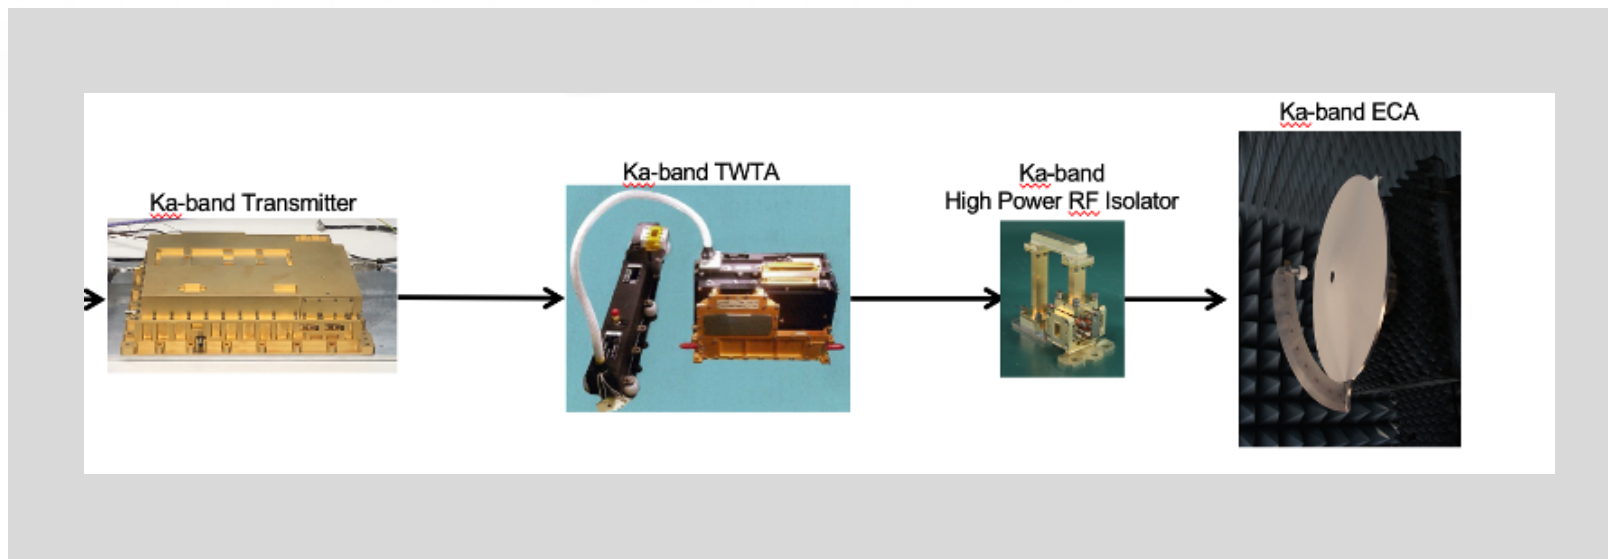 Ka-band Transmitter
Ka-band TWTA
Ka-band
High Power RF Isolator
Ka-band ECA